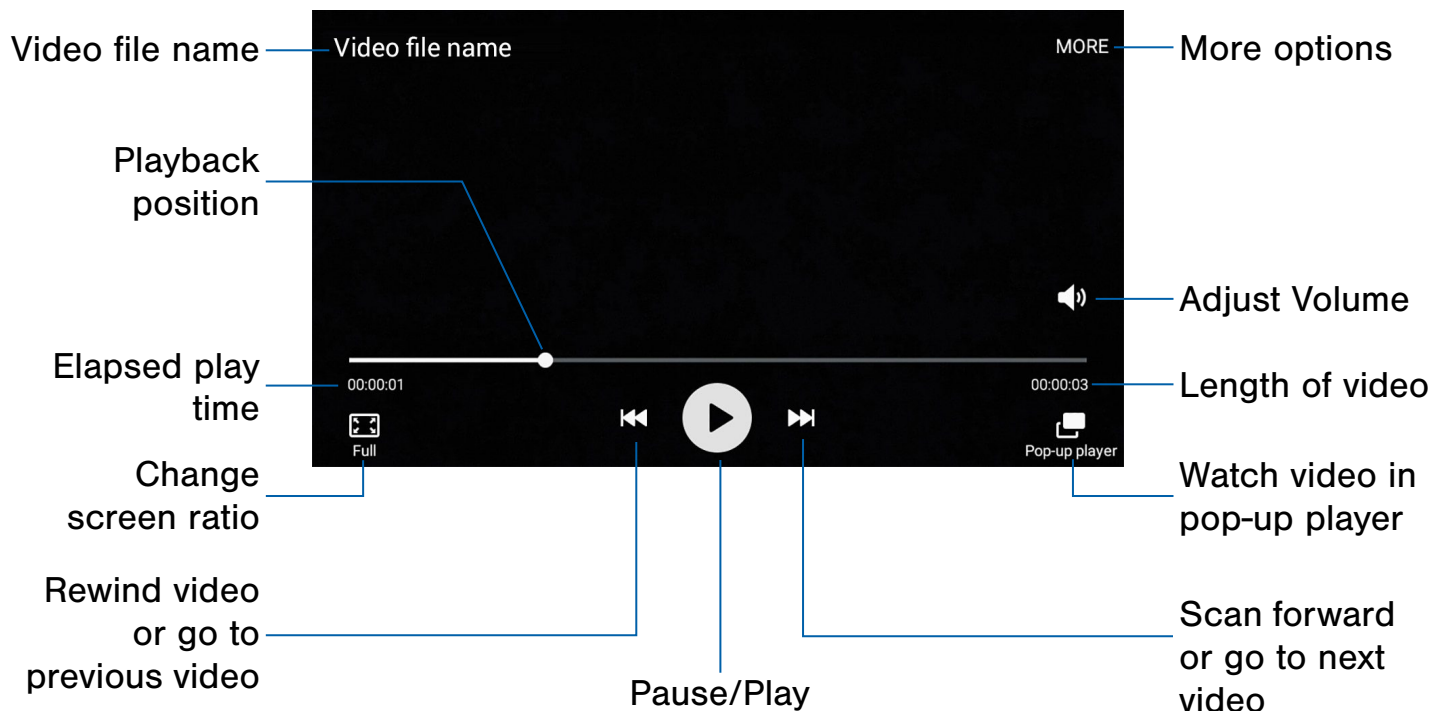 Video file name
Video file name
MORE
More options
Playback
position
Adjust Volume
Elapsed play
time
00:00:01
00:00:03
Length of video
Full
Pop-up player
Change
screen ratio
Watch video in
pop-up player
Rewind video
or go to
previous video
Pause/Play
Scan forward
or go to next
video